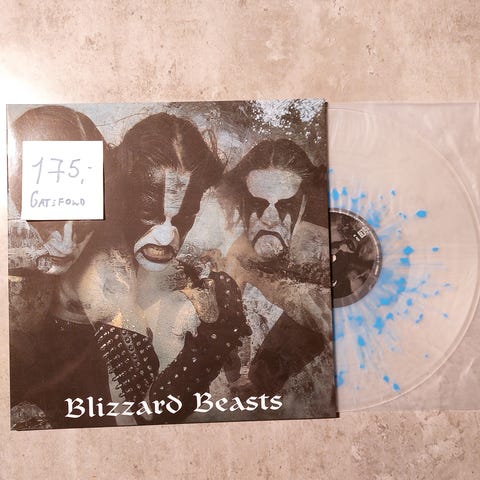 175,-
GATEFOLD
Blizzard Beasts